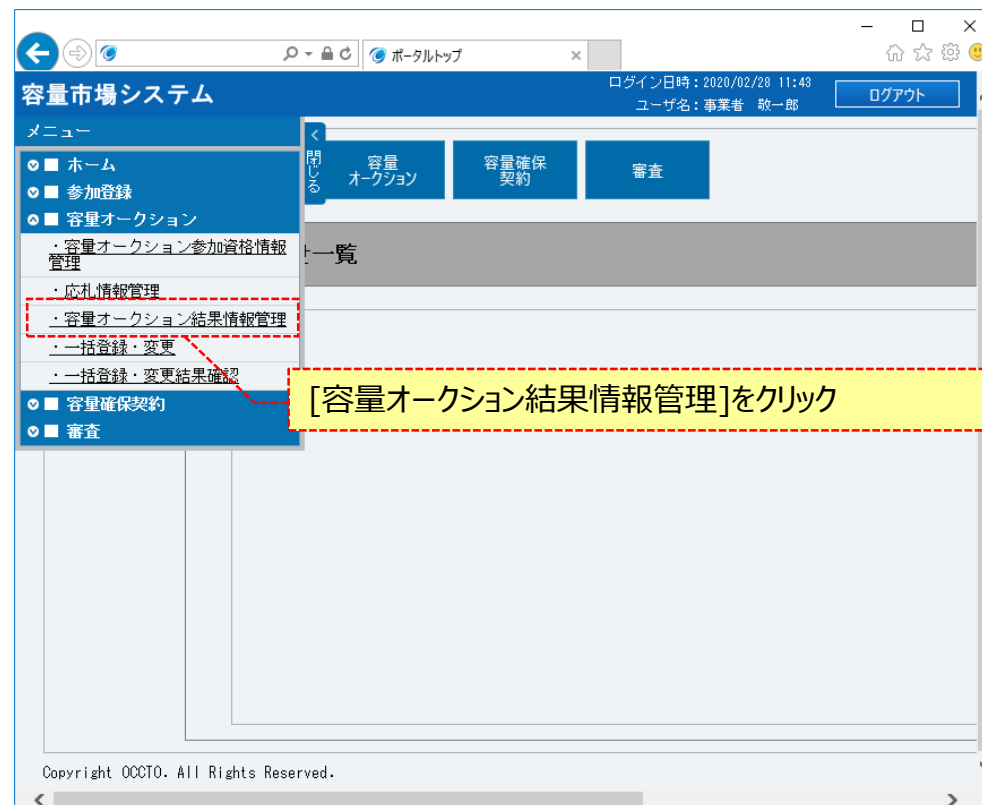 ポータルトップ
容量市場システム
ログイン日時：2020/02/28 11:43
ユーザ名：事業者 敬一郎
ログアウト
メニュー
閉じる
容量
オークション
容量確保
契約
審査
ホーム
参加登録
容量オークション
・容量オークション参加資格情報
管理
・応札情報管理
・容量オークション結果情報管理
・一括登録・変更
・一括登録・変更結果確認
容量確保契約
審査
一覧
[容量オークション結果情報管理]をクリック
Copyright OCCTO. All Rights Reserved.